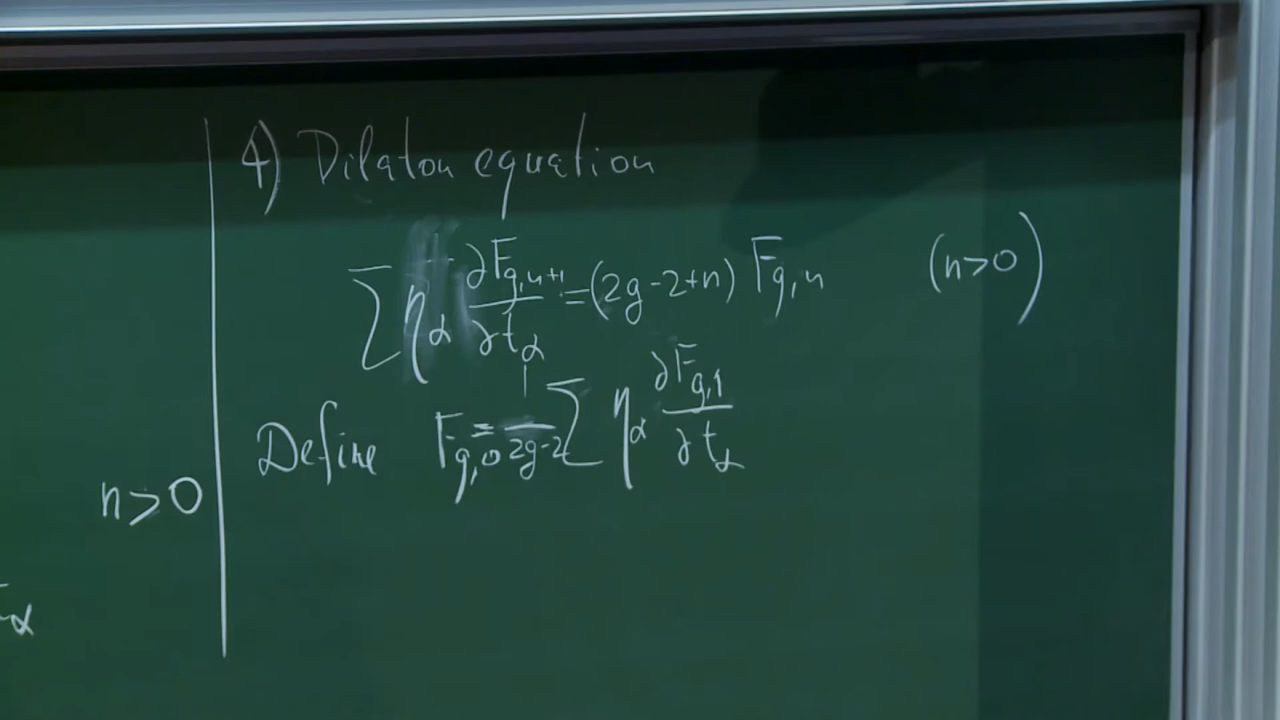 4) Dilaton equation
∑ η_α ∂F_{g,n+1}/∂t_α = (2g-2+n) F_{g,n} (n>0)
Define F_{g,0} = 1/(2g-2) ∑ η_α ∂F_{g,1}/∂t_α
n>0
α